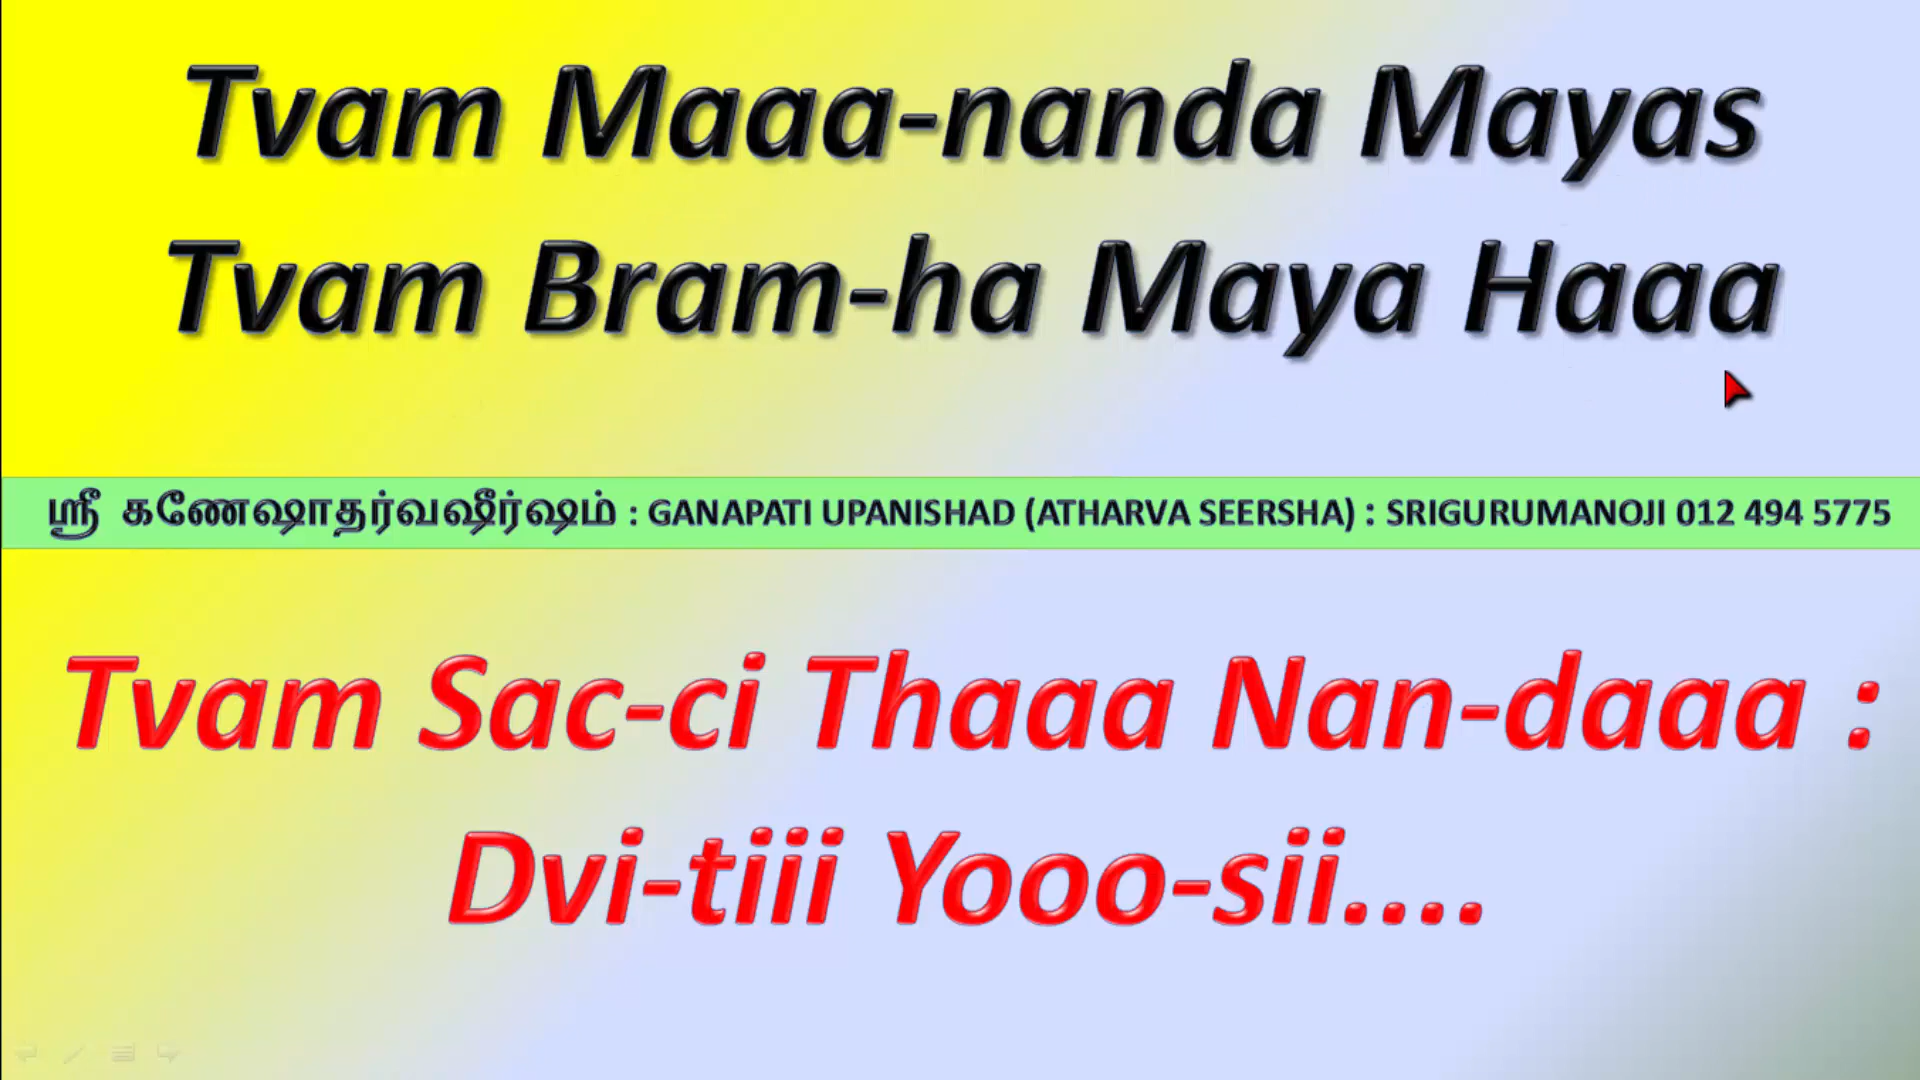 Tvam Maaa-nanda Mayas
Tvam Bram-ha Maya Haaa
ஸ்ரீ கணேஷாதர்வஷீர்ஷம் : GANAPATI UPANISHAD (ATHARVA SEERSHA) : SRIGURUMANOJI 012 494 5775
Tvam Sac-ci Thaaa Nan-daaa :
Dvi-tiii Yooo-sii....